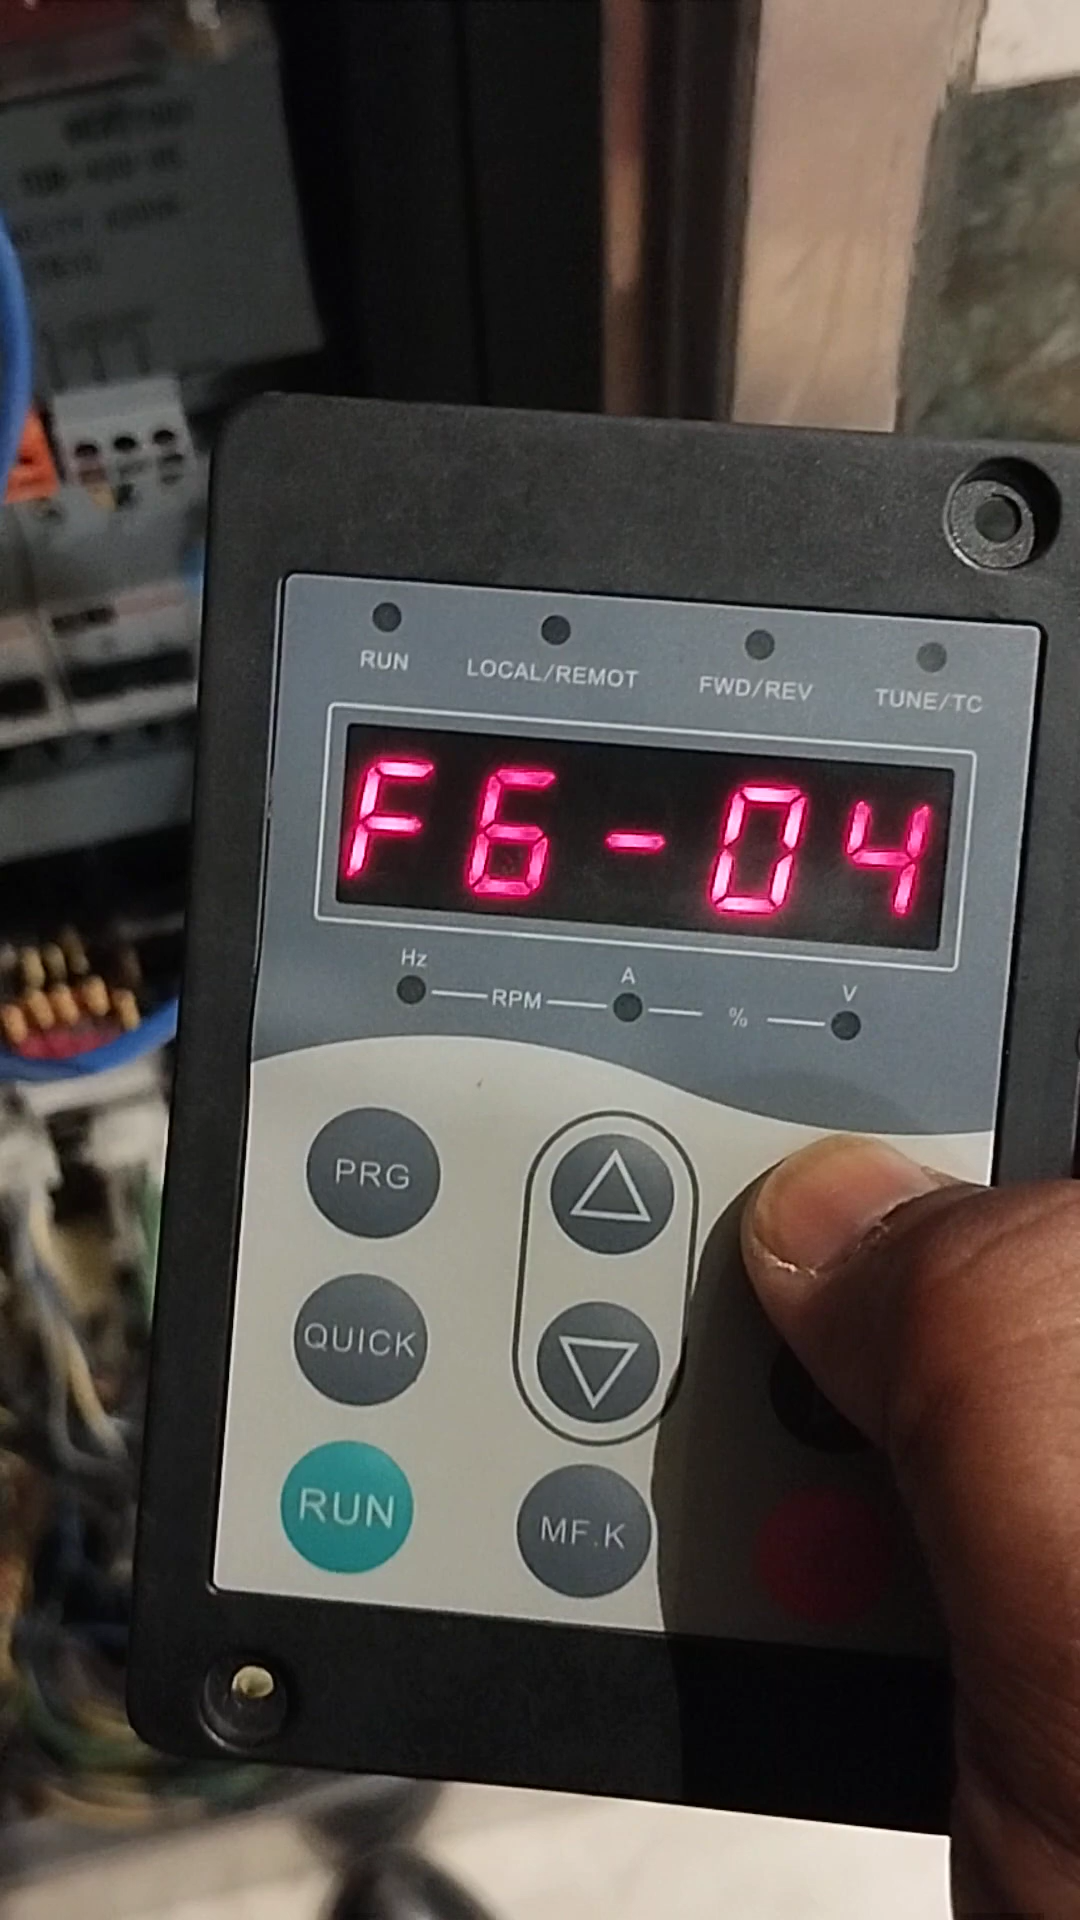 RUN LOCAL/REMOT FWD/REV TUNE/TC
F6-04
Hz RPM A % V
PRG
QUICK
RUN MF.K